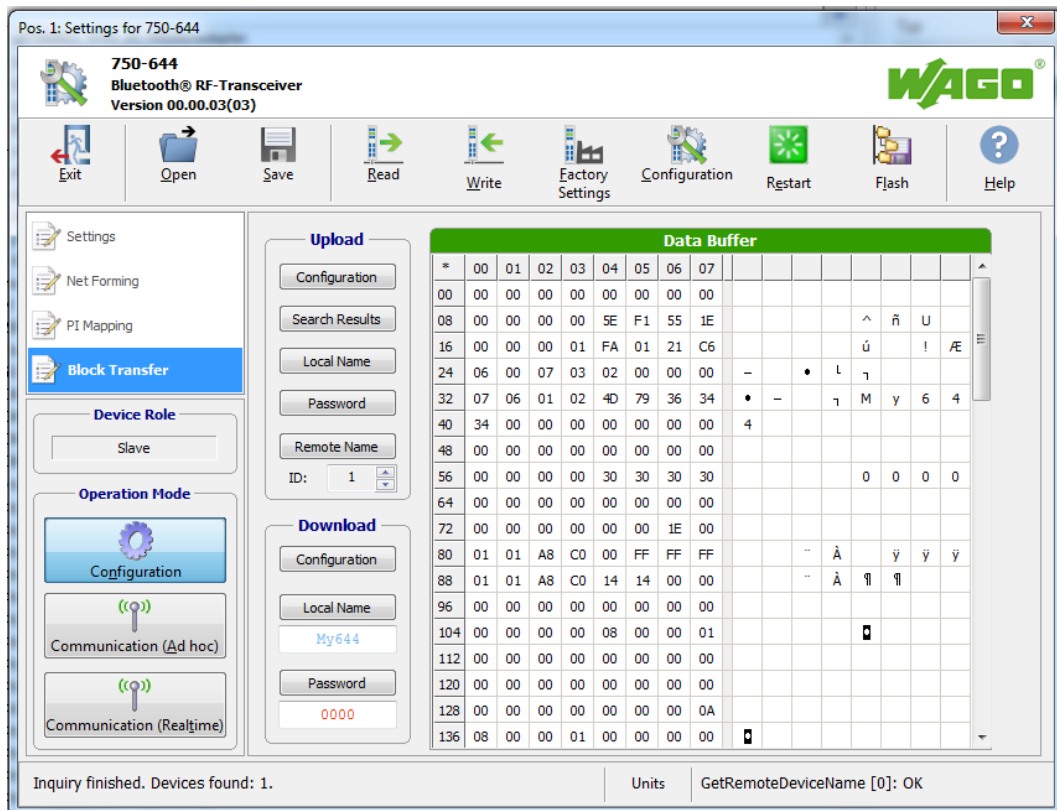 Pos. 1: Settings for 750-644
X
750-644
Bluetooth® RF-Transceiver
Version 00.00.03(03)
WAGO®
Exit Open Save Read Write Factory Settings Configuration Restart Flash Help
Settings
Net Forming
PI Mapping
Block Transfer
Device Role
Slave
Operation Mode
Configuration
Communication (Ad hoc)
Communication (Realtime)
Upload
Configuration
Search Results
Local Name
Password
Remote Name
ID: 1
Download
Configuration
Local Name
My644
Password
0000
Data Buffer
* 00 01 02 03 04 05 06 07
00 00 00 00 00 00 00 00 00
08 00 00 00 00 5E F1 55 1E ^ ñ U
16 00 00 00 01 FA 01 21 C6 ú ! Æ
24 06 00 07 03 02 00 00 00 – • └ ┐
32 07 06 01 02 4D 79 36 34 • – ┐ M y 6 4
40 34 00 00 00 00 00 00 00 4
48 00 00 00 00 00 00 00 00
56 00 00 00 00 30 30 30 30 0 0 0 0
64 00 00 00 00 00 00 00 00
72 00 00 00 00 00 00 1E 00
80 01 01 A8 C0 00 FF FF FF ¨ À ÿ ÿ ÿ
88 01 01 A8 C0 14 14 00 00 ¨ À ¶ ¶
96 00 00 00 00 00 00 00 00
104 00 00 00 00 08 00 00 01 ◘
112 00 00 00 00 00 00 00 00
120 00 00 00 00 00 00 00 00
128 00 00 00 00 00 00 00 0A
136 08 00 00 01 00 00 00 00 ◘
Inquiry finished. Devices found: 1.
Units
GetRemoteDeviceName [0]: OK